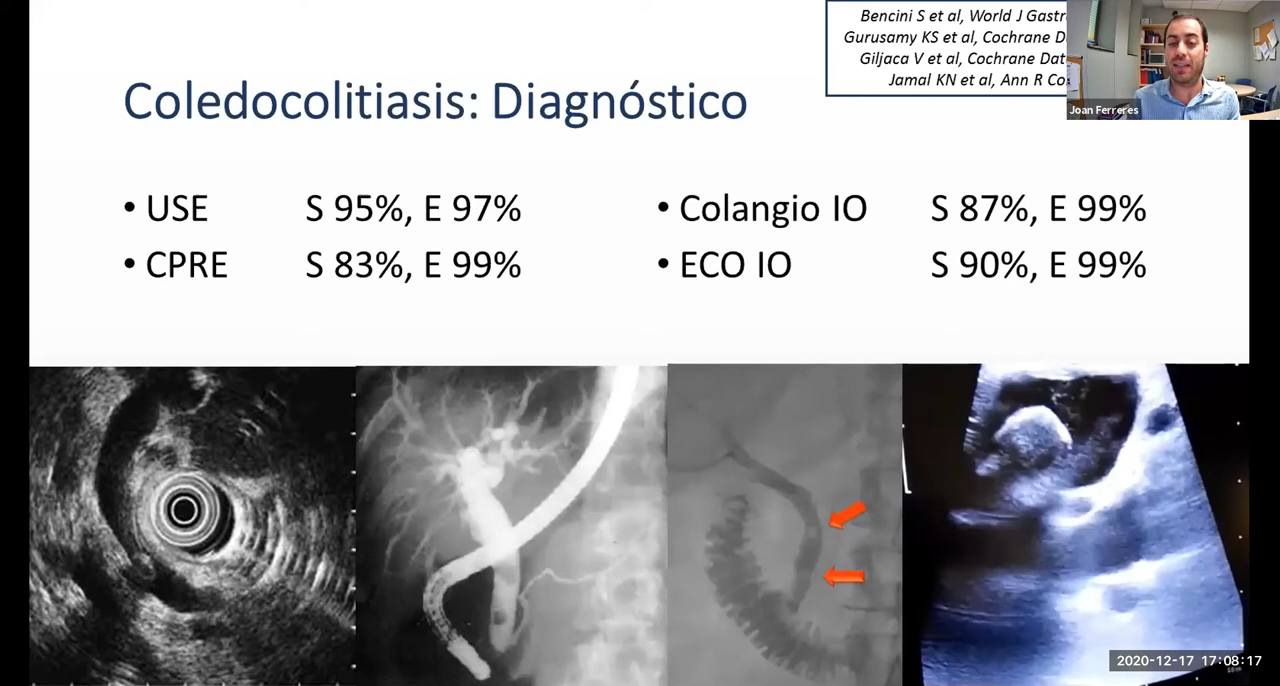 Bencini S et al, World J Gastr
Gurusamy KS et al, Cochrane D
Giljaca V et al, Cochrane Dat
Jamal KN et al, Ann R Co
Joan Ferreres
Coledocolitiasis: Diagnóstico
• USE S 95%, E 97%
• CPRE S 83%, E 99%
• Colangio IO S 87%, E 99%
• ECO IO S 90%, E 99%
2020-12-17 17:08:17